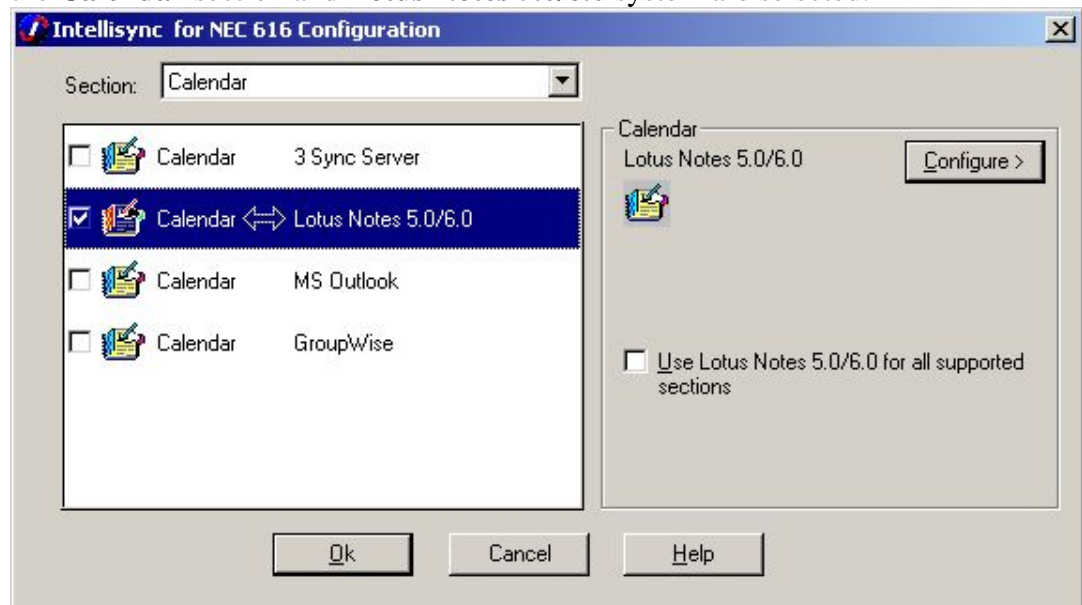 Intellisync for NEC 616 Configuration
Section: Calendar
Calendar 3 Sync Server
Calendar Lotus Notes 5.0/6.0
Calendar MS Outlook
Calendar GroupWise
Calendar
Lotus Notes 5.0/6.0
Configure >
Use Lotus Notes 5.0/6.0 for all supported
sections
Ok Cancel Help